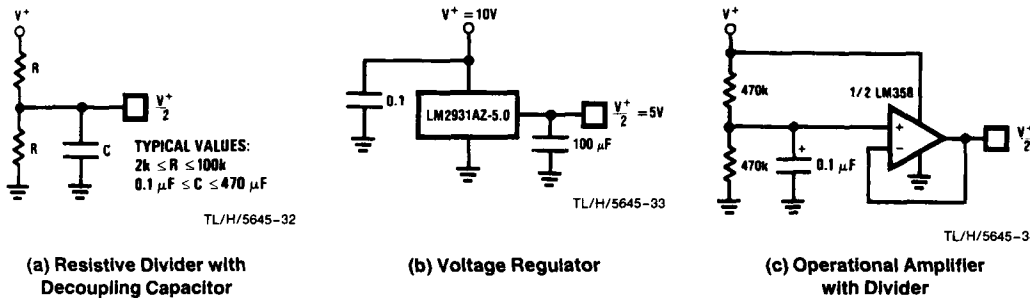 V+
R
R
C
V+
2
TYPICAL VALUES:
2k ≤ R ≤ 100k
0.1 µF ≤ C ≤ 470 µF
TL/H/5645-32
(a) Resistive Divider with
Decoupling Capacitor
V+ = 10V
0.1
LM2931AZ-5.0
V+
2 = 5V
100 µF
TL/H/5645-33
(b) Voltage Regulator
V+
470k
1/2 LM358
+
−
470k
+
0.1 µF
V+
2
TL/H/5645-3
(c) Operational Amplifier
with Divider